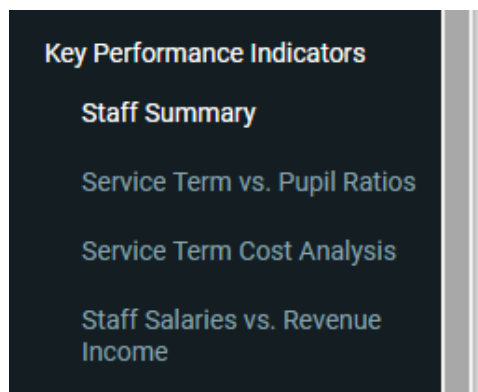 Key Performance Indicators
Staff Summary
Service Term vs. Pupil Ratios
Service Term Cost Analysis
Staff Salaries vs. Revenue
Income